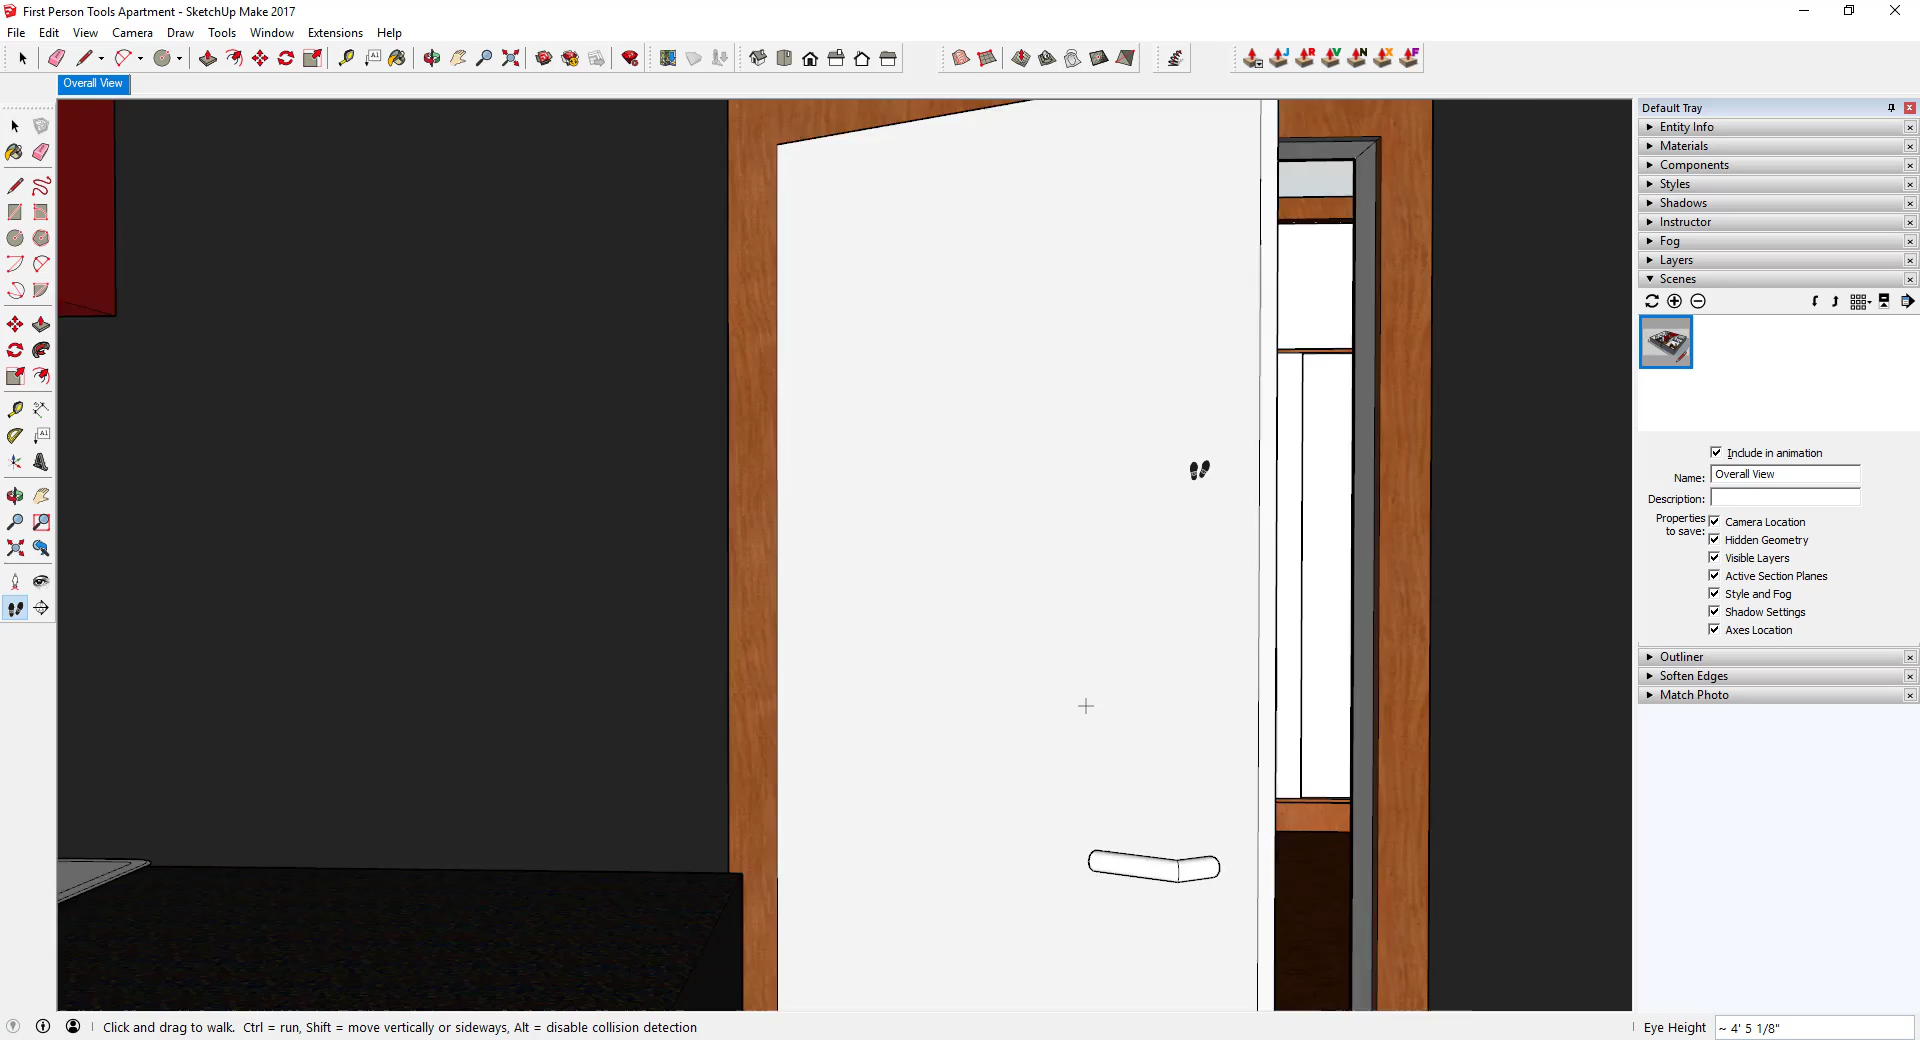 First Person Tools Apartment - SketchUp Make 2017
File Edit View Camera Draw Tools Window Extensions Help
A1
J R V N X F
Overall View
Default Tray
Entity Info
Materials
Components
Styles
Shadows
Instructor
Fog
Layers
Scenes
Include in animation
Name: Overall View
Description:
Properties to save:
Camera Location
Hidden Geometry
Visible Layers
Active Section Planes
Style and Fog
Shadow Settings
Axes Location
Outliner
Soften Edges
Match Photo
A1
Click and drag to walk. Ctrl = run, Shift = move vertically or sideways, Alt = disable collision detection
Eye Height ~ 4' 5 1/8"